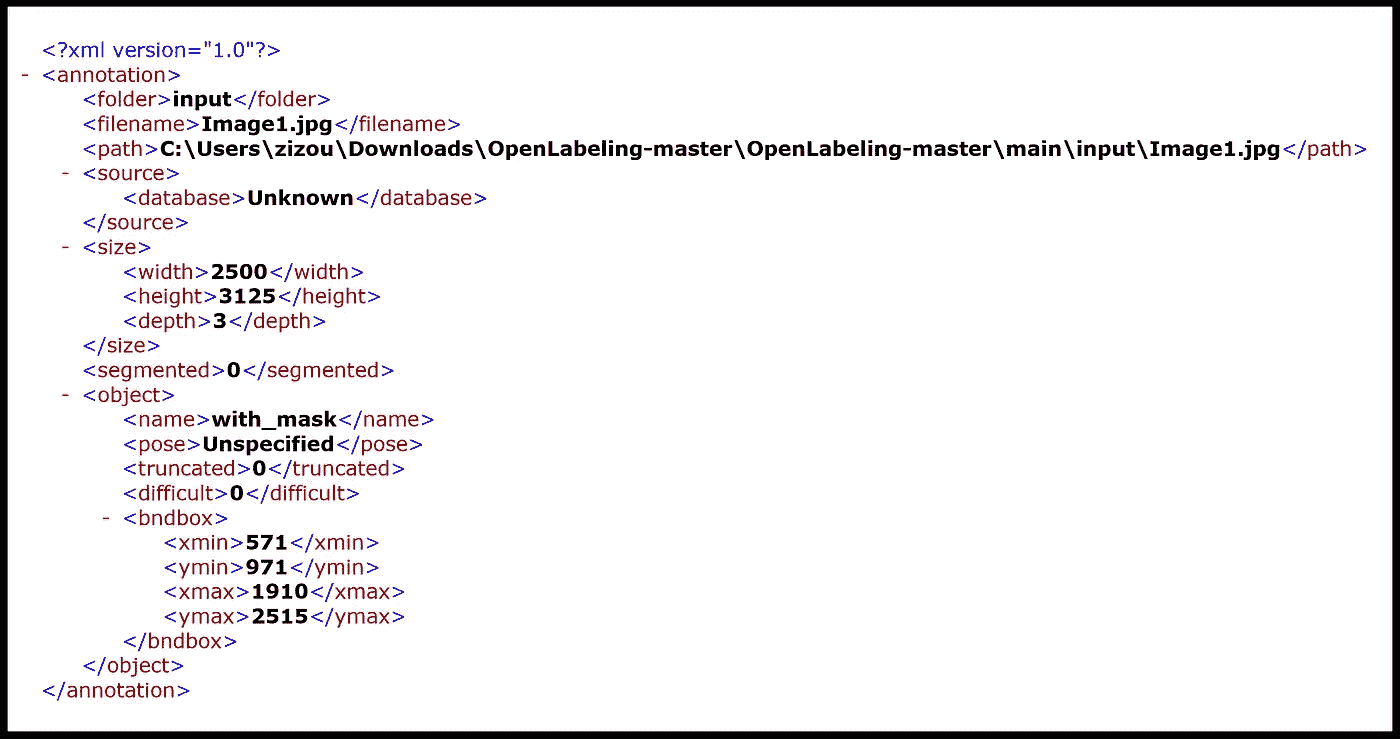 <?xml version="1.0"?>
- <annotation>
<folder>input</folder>
<filename>Image1.jpg</filename>
<path>C:\Users\zizou\Downloads\OpenLabeling-master\OpenLabeling-master\main\input\Image1.jpg</path>
- <source>
<database>Unknown</database>
</source>
- <size>
<width>2500</width>
<height>3125</height>
<depth>3</depth>
</size>
<segmented>0</segmented>
- <object>
<name>with_mask</name>
<pose>Unspecified</pose>
<truncated>0</truncated>
<difficult>0</difficult>
- <bndbox>
<xmin>571</xmin>
<ymin>971</ymin>
<xmax>1910</xmax>
<ymax>2515</ymax>
</bndbox>
</object>
</annotation>